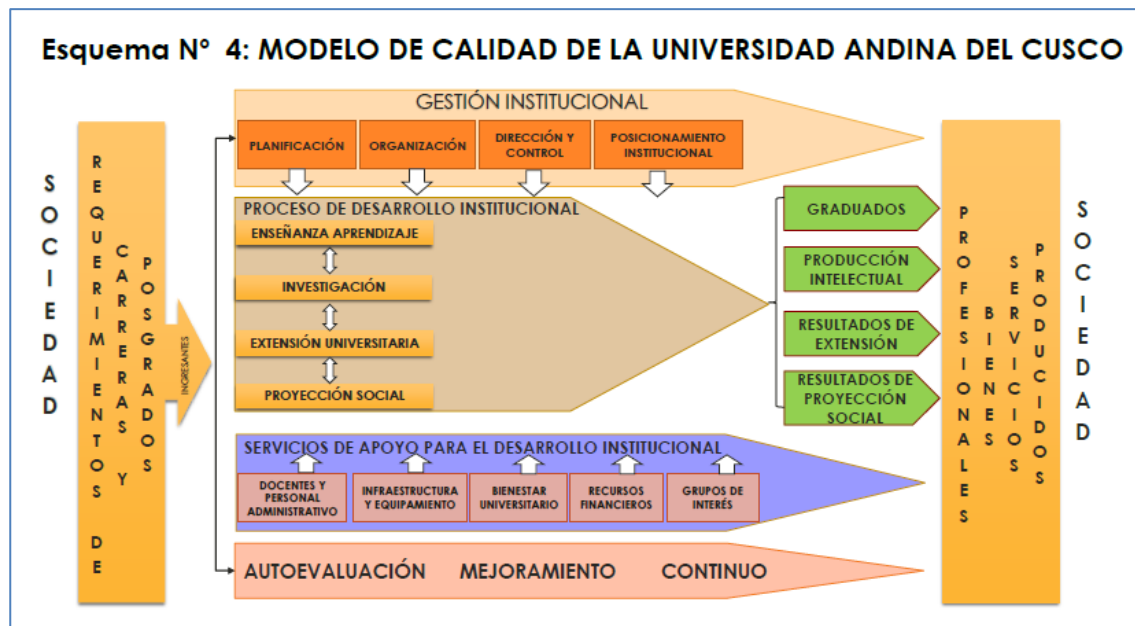 Esquema N° 4: MODELO DE CALIDAD DE LA UNIVERSIDAD ANDINA DEL CUSCO
SOCIEDAD
REQUERIMIENTOS DE
CARRERAS Y
POSGRADOS
INGRESANTES
GESTIÓN INSTITUCIONAL
PLANIFICACIÓN
ORGANIZACIÓN
DIRECCIÓN Y
CONTROL
POSICIONAMIENTO
INSTITUCIONAL
PROCESO DE DESARROLLO INSTITUCIONAL
ENSEÑANZA APRENDIZAJE
INVESTIGACIÓN
EXTENSIÓN UNIVERSITARIA
PROYECCIÓN SOCIAL
SERVICIOS DE APOYO PARA EL DESARROLLO INSTITUCIONAL
DOCENTES Y
PERSONAL
ADMINISTRATIVO
INFRAESTRUCTURA
Y EQUIPAMIENTO
BIENESTAR
UNIVERSITARIO
RECURSOS
FINANCIEROS
GRUPOS DE
INTERÉS
AUTOEVALUACIÓN MEJORAMIENTO CONTINUO
GRADUADOS
PRODUCCIÓN
INTELECTUAL
RESULTADOS DE
EXTENSIÓN
RESULTADOS DE
PROYECCIÓN
SOCIAL
PROFESIONALES
BIENES
SERVICIOS
PRODUCIDOS
SOCIEDAD